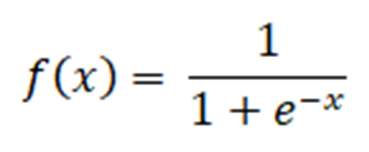 f(x) = 1 / (1 + e^{-x})